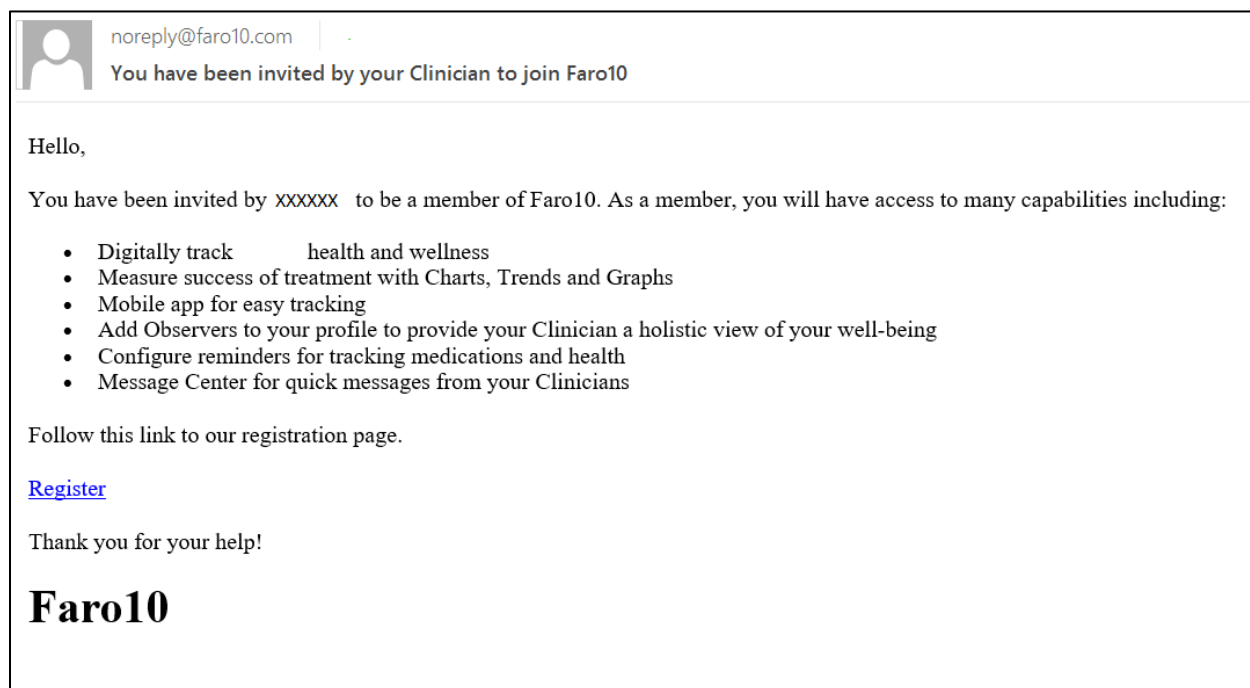 noreply@faro10.com
You have been invited by your Clinician to join Faro10
Hello,
You have been invited by XXXXXX to be a member of Faro10. As a member, you will have access to many capabilities including:
• Digitally track health and wellness
• Measure success of treatment with Charts, Trends and Graphs
• Mobile app for easy tracking
• Add Observers to your profile to provide your Clinician a holistic view of your well-being
• Configure reminders for tracking medications and health
• Message Center for quick messages from your Clinicians
Follow this link to our registration page.
Register
Thank you for your help!
Faro10